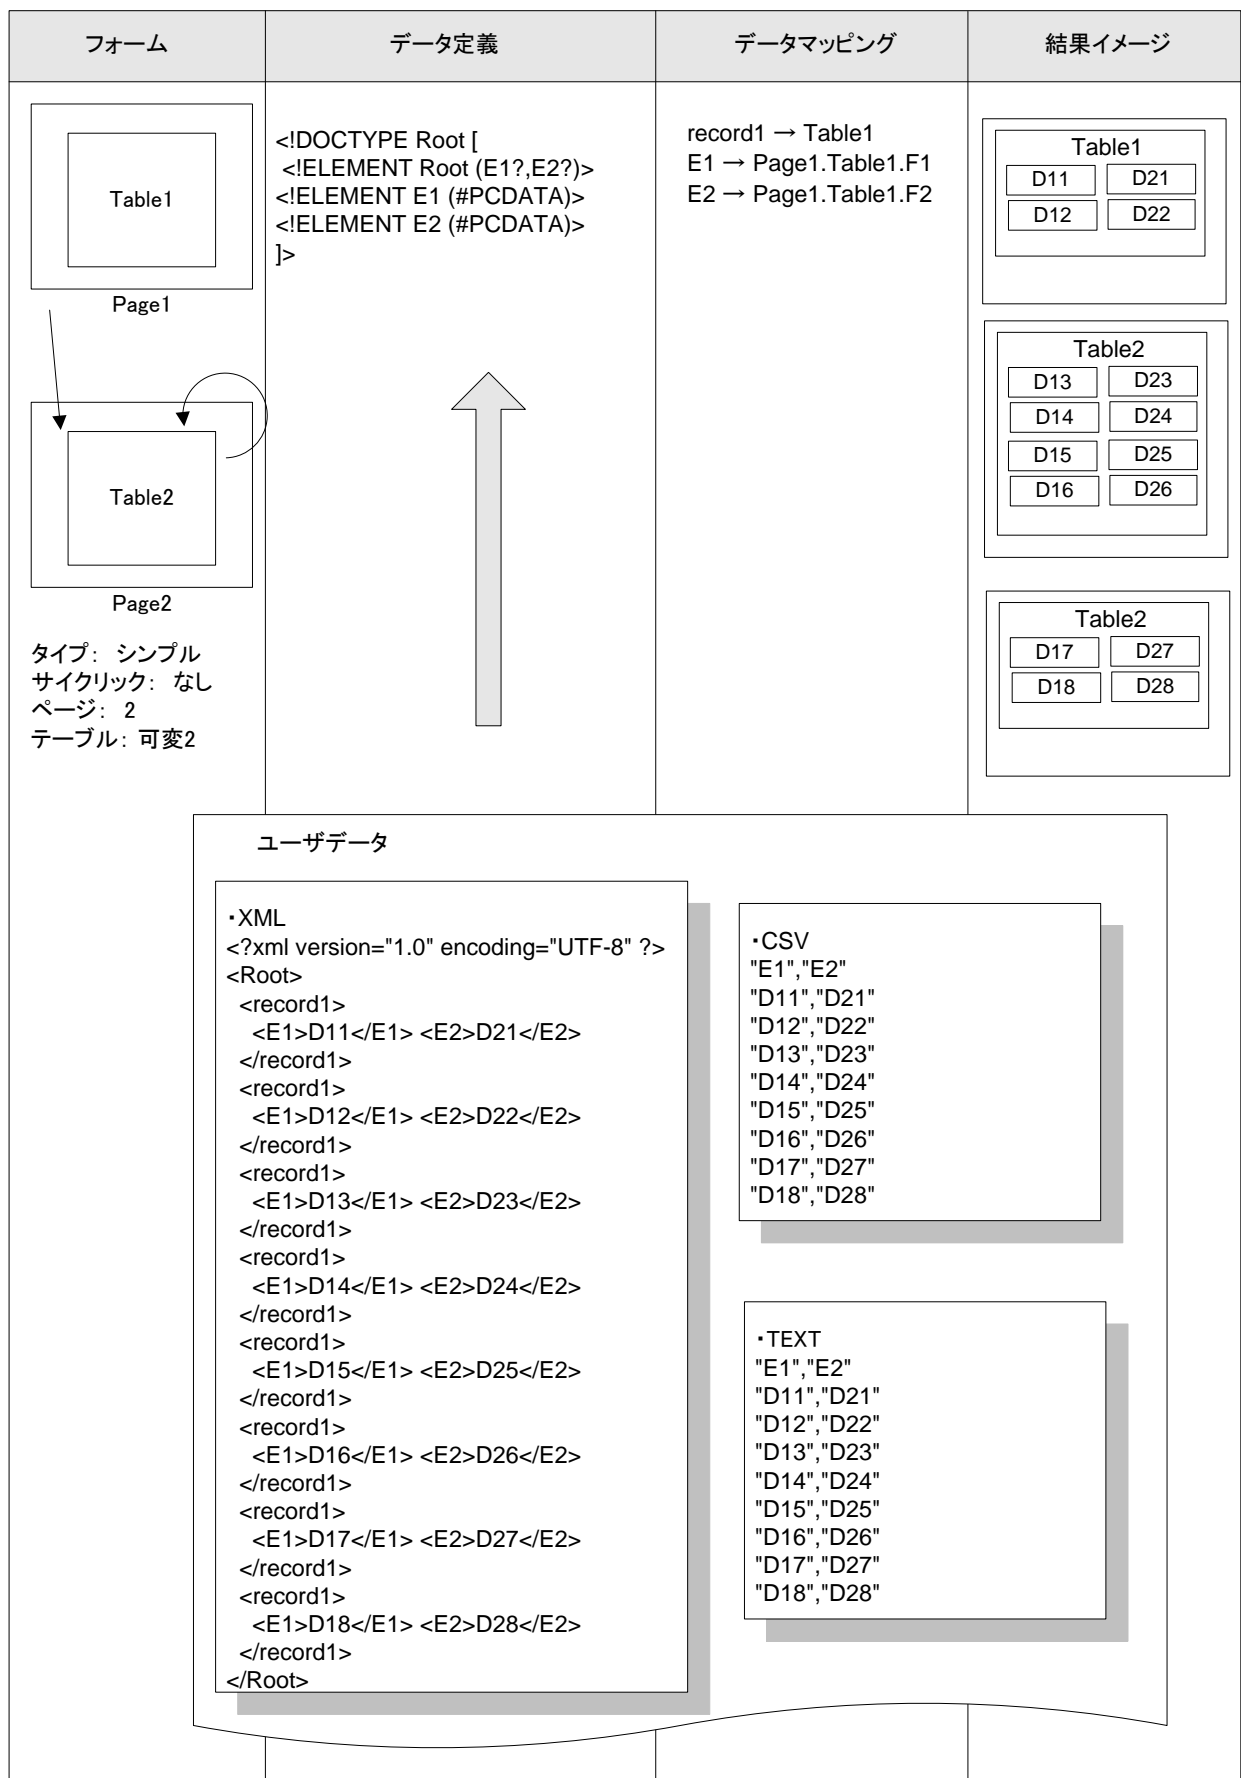 フォーム
データ定義
データマッピング
結果イメージ
Table1
Page1
Table2
Page2
タイプ： シンプル
サイクリック： なし
ページ： 2
テーブル： 可変2
<!DOCTYPE Root [
<!ELEMENT Root (E1?,E2?)>
<!ELEMENT E1 (#PCDATA)>
<!ELEMENT E2 (#PCDATA)>
]>
record1 → Table1
E1 → Page1.Table1.F1
E2 → Page1.Table1.F2
Table1
D11 D21
D12 D22
Table2
D13 D23
D14 D24
D15 D25
D16 D26
Table2
D17 D27
D18 D28
ユーザデータ
・XML
<?xml version="1.0" encoding="UTF-8" ?>
<Root>
<record1>
<E1>D11</E1> <E2>D21</E2>
</record1>
<record1>
<E1>D12</E1> <E2>D22</E2>
</record1>
<record1>
<E1>D13</E1> <E2>D23</E2>
</record1>
<record1>
<E1>D14</E1> <E2>D24</E2>
</record1>
<record1>
<E1>D15</E1> <E2>D25</E2>
</record1>
<record1>
<E1>D16</E1> <E2>D26</E2>
</record1>
<record1>
<E1>D17</E1> <E2>D27</E2>
</record1>
<record1>
<E1>D18</E1> <E2>D28</E2>
</record1>
</Root>
・CSV
"E1","E2"
"D11","D21"
"D12","D22"
"D13","D23"
"D14","D24"
"D15","D25"
"D16","D26"
"D17","D27"
"D18","D28"
・TEXT
"E1","E2"
"D11","D21"
"D12","D22"
"D13","D23"
"D14","D24"
"D15","D25"
"D16","D26"
"D17","D27"
"D18","D28"